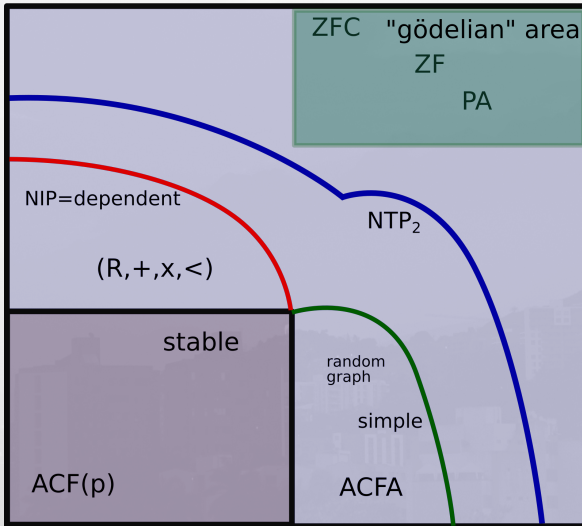 ZFC "gödelian" area
ZF
PA
NIP=dependent
NTP₂
(R,+,x,<)
stable
random
graph
simple
ACF(p)
ACFA